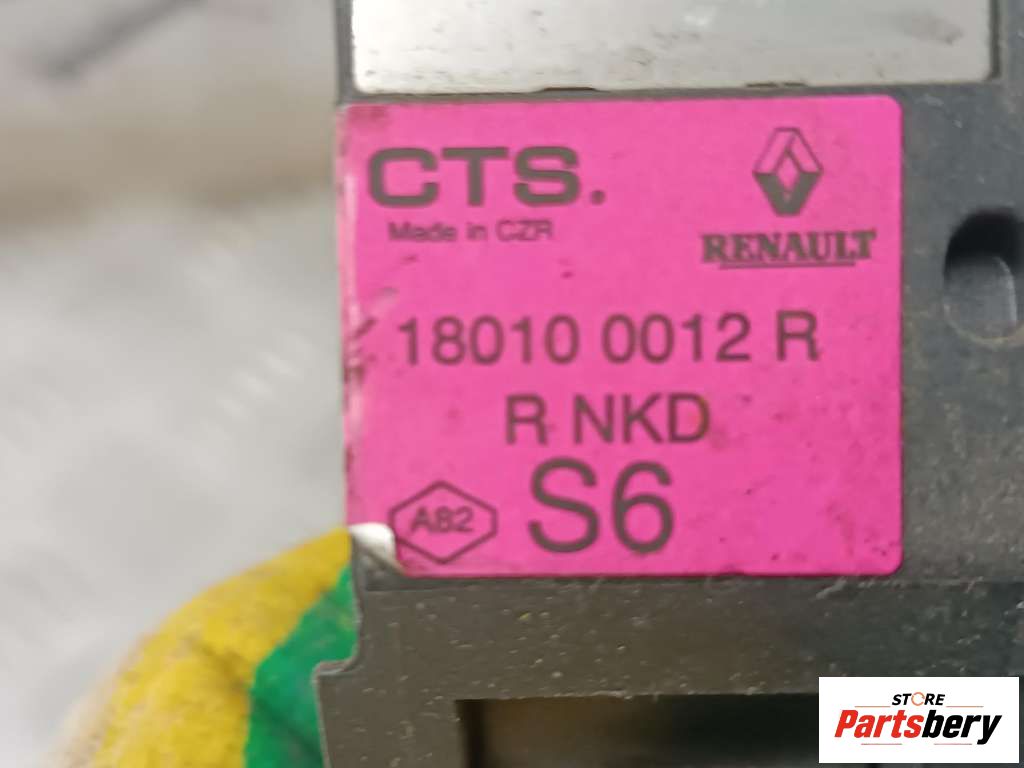 CTS.
Made in CZR
RENAULT
18010 0012 R
R NKD
S6
A82
STORE
Partsbery